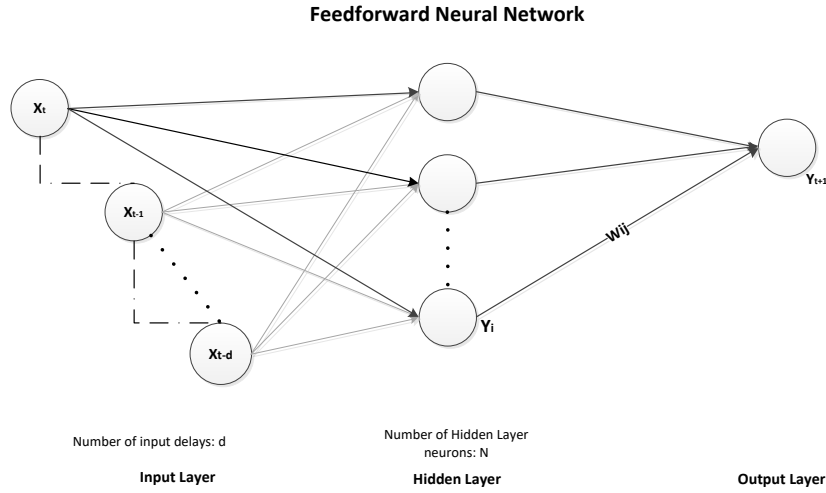 Feedforward Neural Network
Xt
Xt-1
Xt-d
Yi
Wij
Yt+1
Number of input delays: d
Number of Hidden Layer
neurons: N
Input Layer
Hidden Layer
Output Layer